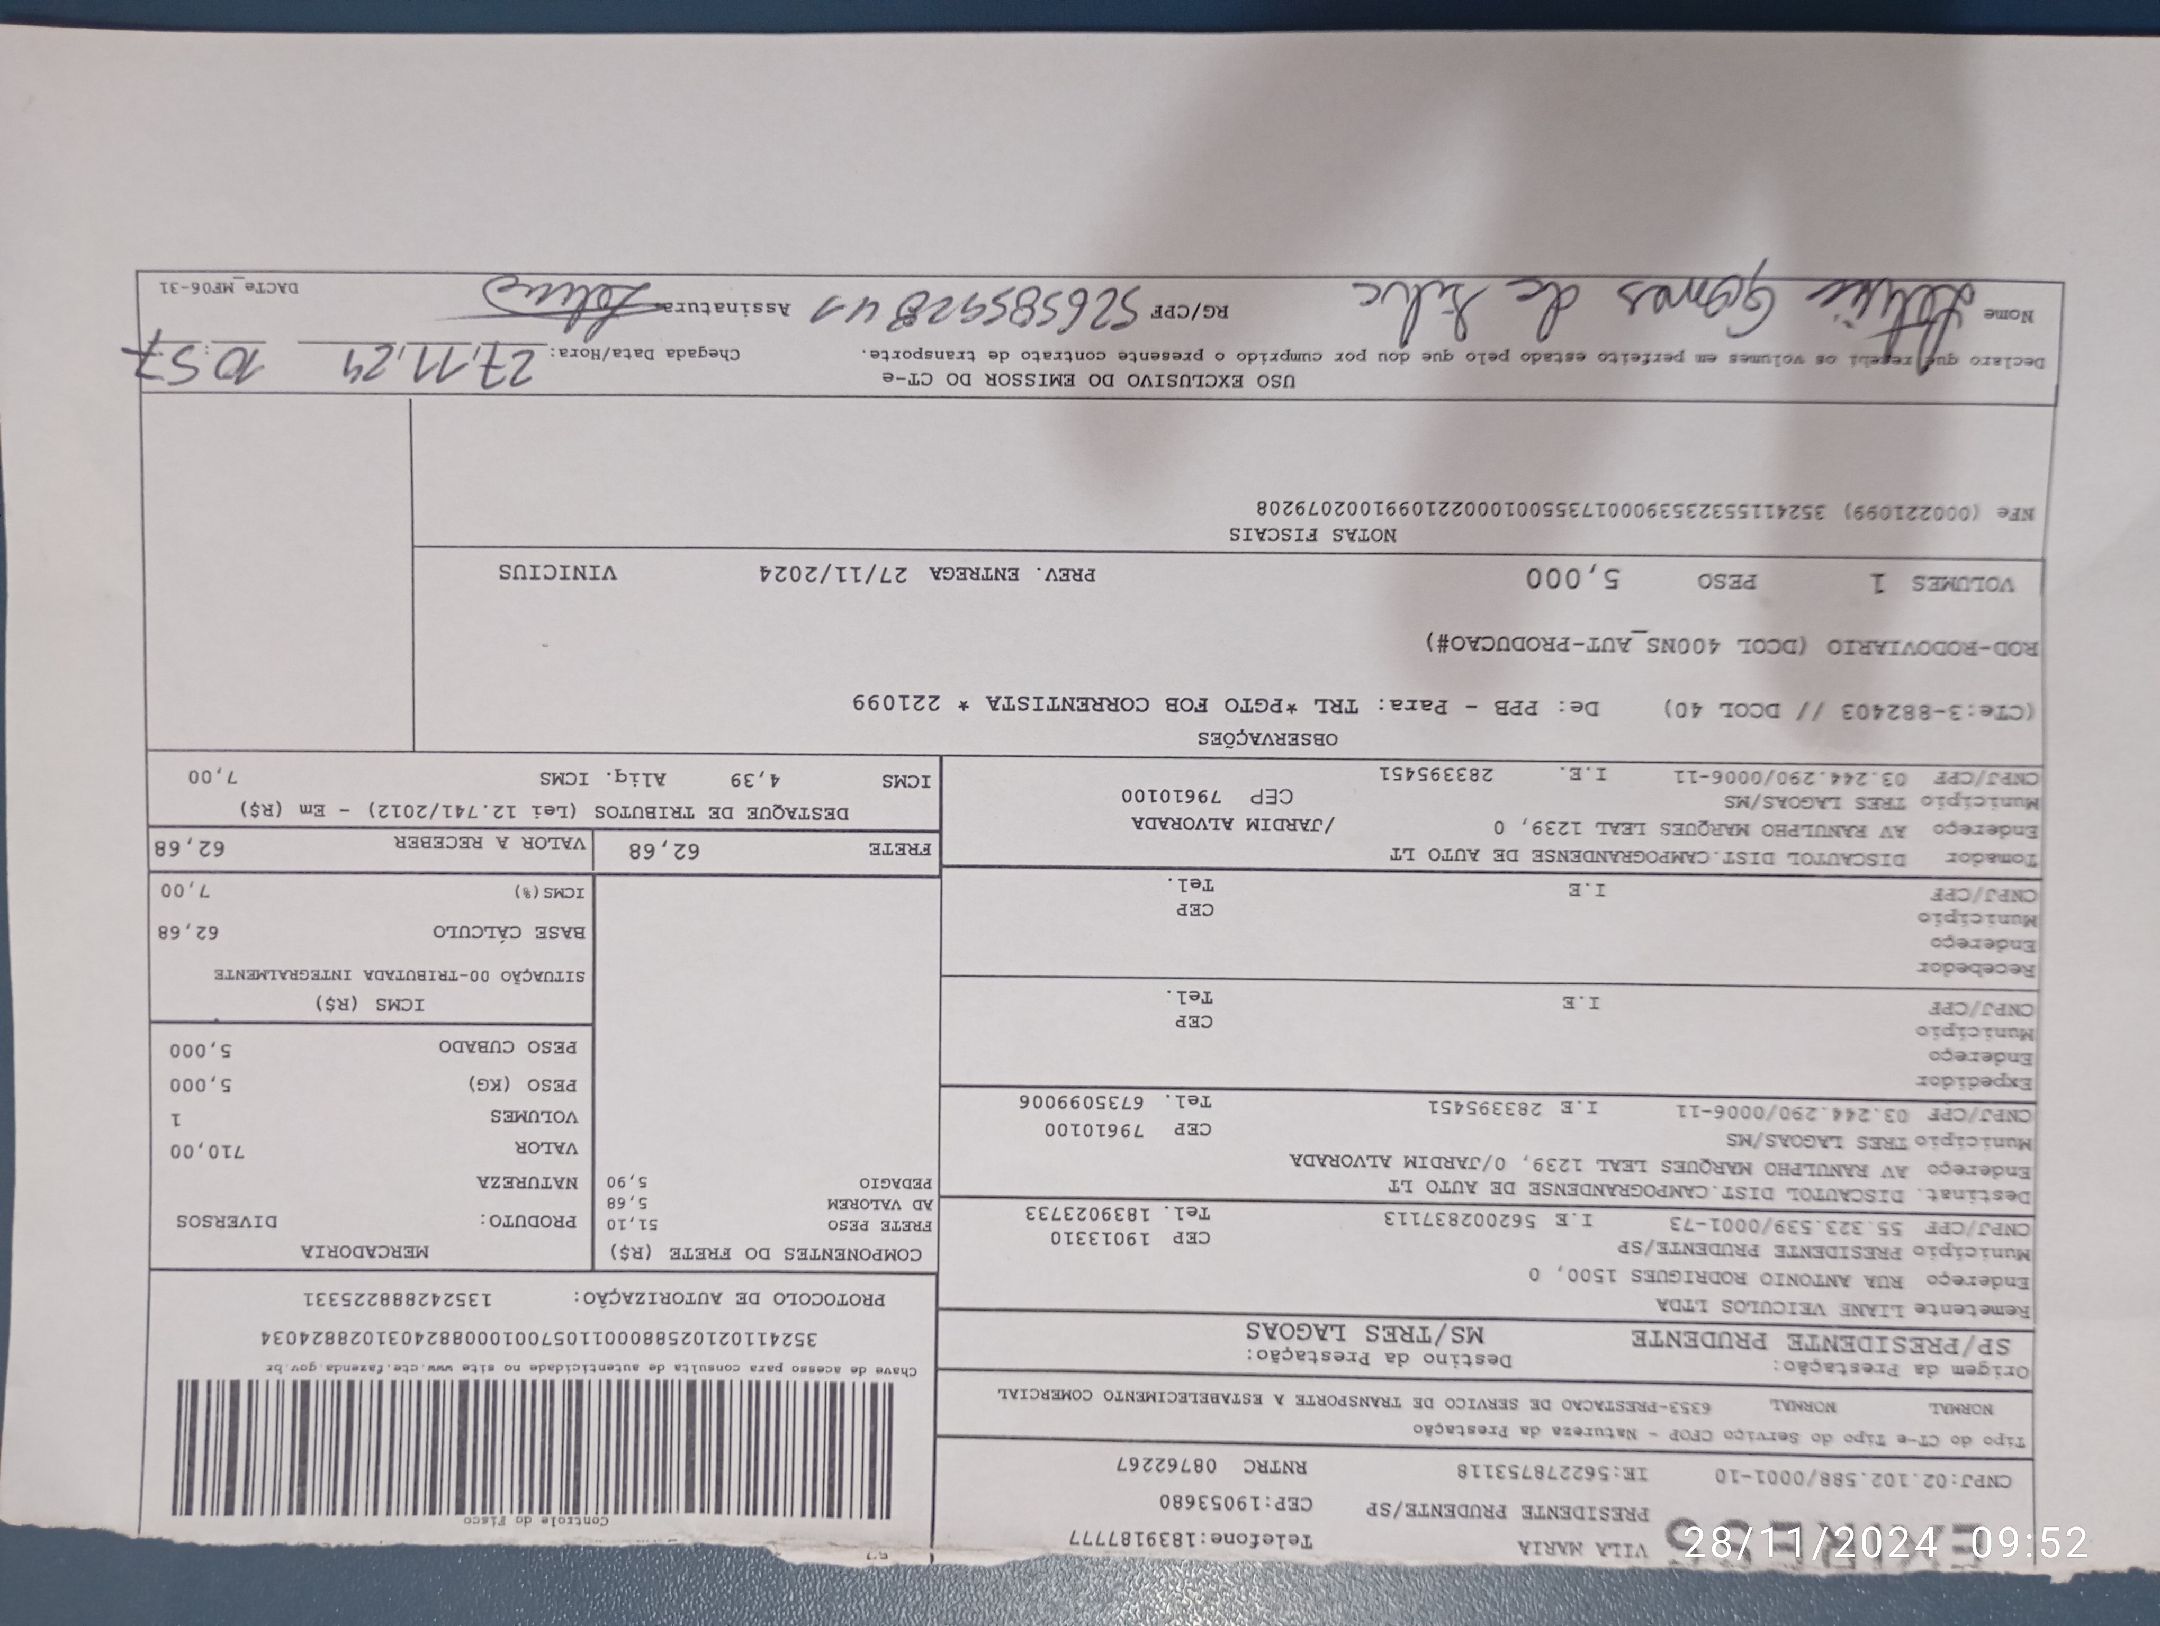 VILA MARIA Telefone:1839187777
PRESIDENTE PRUDENTE/SP CEP:19053680
CNPJ:02.102.588/0001-10 IE:562278753118 RNTRC 08762267
Tipo do CT-e Tipo do Serviço CFOP - Natureza da Prestação
NORMAL NORMAL 6353-PRESTACAO DE SERVICO DE TRANSPORTE A ESTABELECIMENTO COMERCIAL
Origem da Prestação: Destino da Prestação:
SP/PRESIDENTE PRUDENTE MS/TRES LAGOAS
Controle do Fisco
Chave de acesso para consulta de autenticidade no site www.cte.fazenda.gov.br
35241102102588000110570010008824031028824034
PROTOCOLO DE AUTORIZAÇÃO: 135242888225331
Remetente LIANE VEICULOS LTDA
Endereço RUA ANTONIO RODRIGUES 1500, 0
Município PRESIDENTE PRUDENTE/SP CEP 19013310
CNPJ/CPF 55.323.539/0001-73 I.E 562002837113 Tel. 1839023733
Destinat. DISCAUTOL DIST.CAMPOGRANDENSE DE AUTO LT
Endereço AV RANULPHO MARQUES LEAL 1239, 0/JARDIM ALVORADA
Município TRES LAGOAS/MS CEP 79610100
CNPJ/CPF 03.244.290/0006-11 I.E 283395451 Tel. 6735099006
Expedidor
Endereço
Município CEP
CNPJ/CPF I.E Tel.
Recebedor
Endereço
Município CEP
CNPJ/CPF I.E Tel.
Tomador DISCAUTOL DIST.CAMPOGRANDENSE DE AUTO LT
Endereço AV RANULPHO MARQUES LEAL 1239, 0 /JARDIM ALVORADA
Município TRES LAGOAS/MS CEP 79610100
CNPJ/CPF 03.244.290/0006-11 I.E. 283395451
COMPONENTES DO FRETE (R$)
FRETE PESO 51,10
AD VALOREM 5,68
PEDAGIO 5,90
MERCADORIA
PRODUTO: DIVERSOS
NATUREZA
VALOR 710,00
VOLUMES 1
PESO (KG) 5,000
PESO CUBADO 5,000
ICMS (R$)
SITUAÇÃO 00-TRIBUTADA INTEGRALMENTE
BASE CÁLCULO 62,68
ICMS(%) 7,00
FRETE 62,68 VALOR A RECEBER 62,68
DESTAQUE DE TRIBUTOS (Lei 12.741/2012) - Em (R$)
ICMS 4,39 Aliq. ICMS 7,00
OBSERVAÇÕES
(CTe:3-882403 // DCOL 40) De: PPB - Para: TRL *PGTO FOB CORRENTISTA * 221099
ROD-RODOVIARIO (DCOL 400NS_AUT-PRODUCAO#)
VOLUMES 1 PESO 5,000 PREV. ENTREGA 27/11/2024 VINICIUS
NOTAS FISCAIS
NFe (000221099) 35241155323539000173550010002210991002079208
USO EXCLUSIVO DO EMISSOR DO CT-e
Declaro que recebi os volumes em perfeito estado pelo que dou por cumprido o presente contrato de transporte. Chegada Data/Hora: 27,11,24 10:57
Nome Gomes da Silva RG/CPF 52658592841 Assinatura
DACTe_MF06-31
28/11/2024 09:52